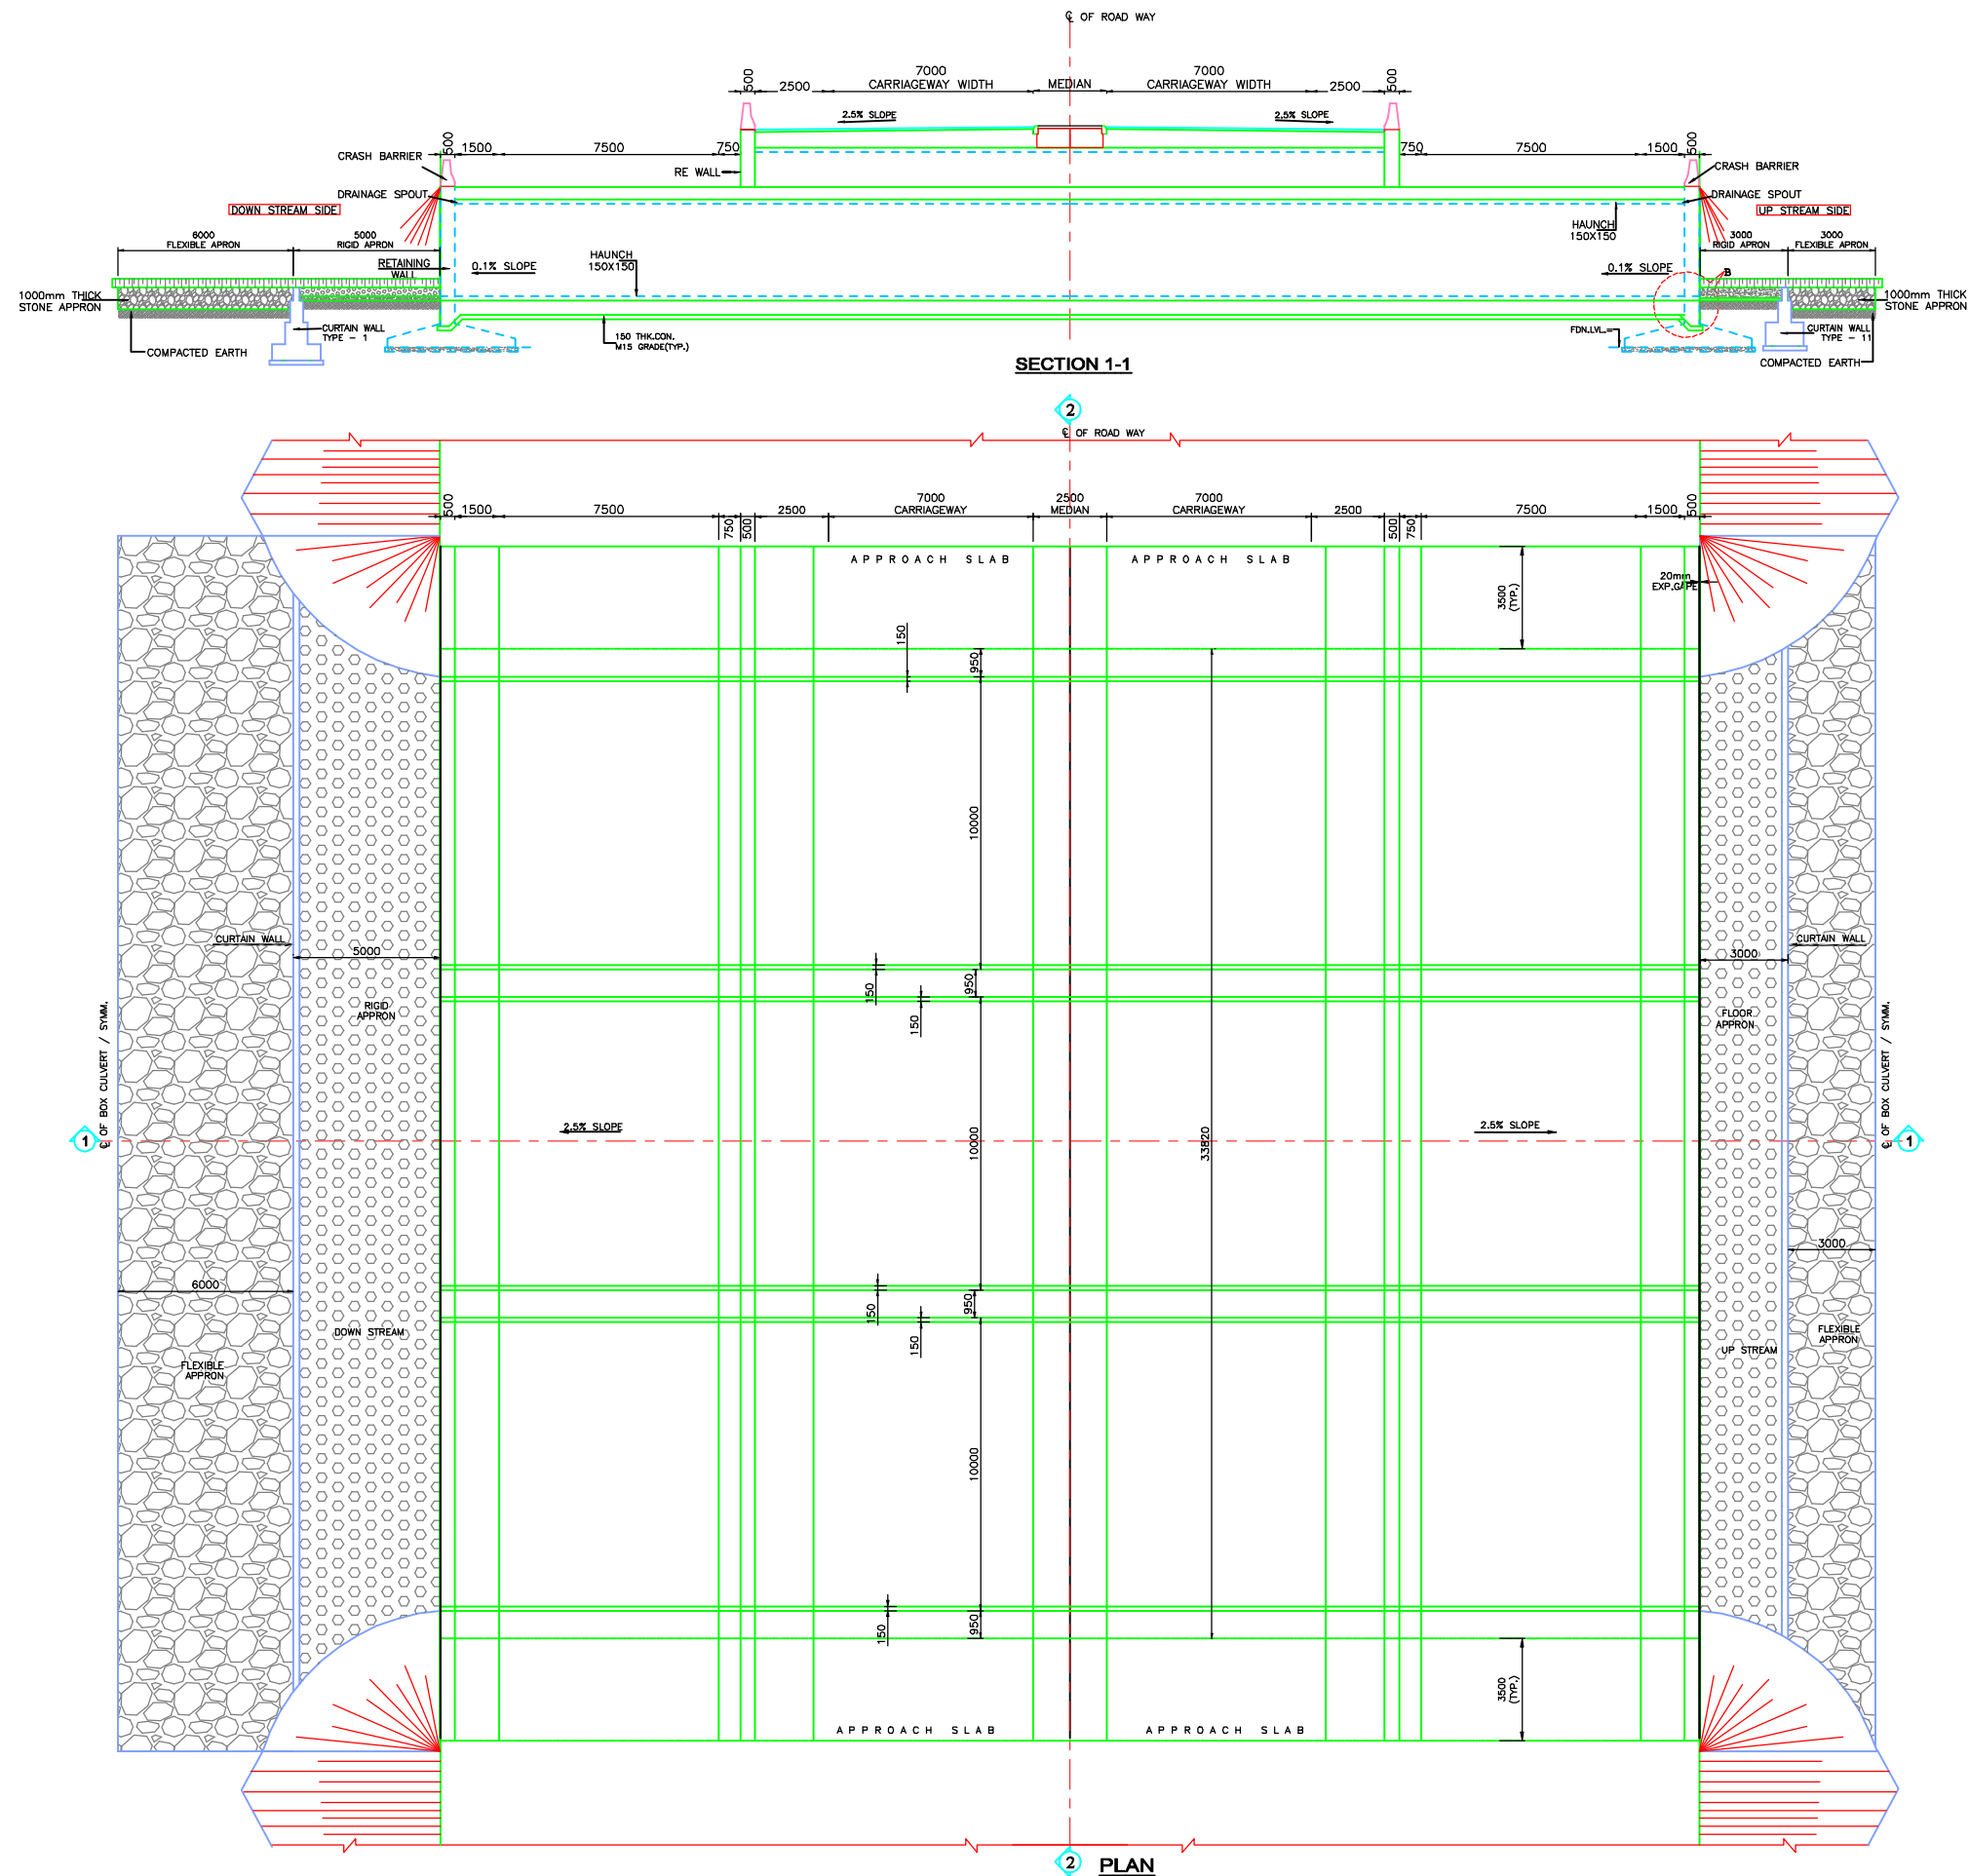 ℄ OF ROAD WAY
500
2500
7000
CARRIAGEWAY WIDTH
MEDIAN
7000
CARRIAGEWAY WIDTH
2500
500
2.5% SLOPE
2.5% SLOPE
500
1500
7500
750
750
7500
1500
500
CRASH BARRIER
RE WALL
CRASH BARRIER
DRAINAGE SPOUT
DRAINAGE SPOUT
DOWN STREAM SIDE
UP STREAM SIDE
HAUNCH
150X150
6000
FLEXIBLE APRON
5000
RIGID APRON
3000
RIGID APRON
3000
FLEXIBLE APRON
RETAINING
WALL
0.1% SLOPE
HAUNCH
150X150
0.1% SLOPE
B
1000mm THICK
STONE APRON
1000mm THICK
STONE APRON
CURTAIN WALL
TYPE - 1
150 THK.CON.
M15 GRADE(TYP.)
FDN.LVL.=
CURTAIN WALL
TYPE - 11
COMPACTED EARTH
COMPACTED EARTH
SECTION 1-1
2
℄ OF ROAD WAY
500
1500
7500
750
500
2500
7000
CARRIAGEWAY
2500
MEDIAN
7000
CARRIAGEWAY
2500
500
750
7500
1500
500
APPROACH SLAB
APPROACH SLAB
3500
(TYP.)
20mm
EXP.GAPE
150
950
10000
CURTAIN WALL
CURTAIN WALL
5000
3000
150
950
150
RIGID
APPRON
FLOOR
APPRON
℄ OF BOX CULVERT / SYMM.
℄ OF BOX CULVERT / SYMM.
1
2.5% SLOPE
10000
33820
2.5% SLOPE
1
6000
3000
150
950
150
DOWN STREAM
FLEXIBLE
APPRON
UP STREAM
FLEXIBLE
APPRON
10000
150
950
3500
(TYP.)
APPROACH SLAB
APPROACH SLAB
2
PLAN